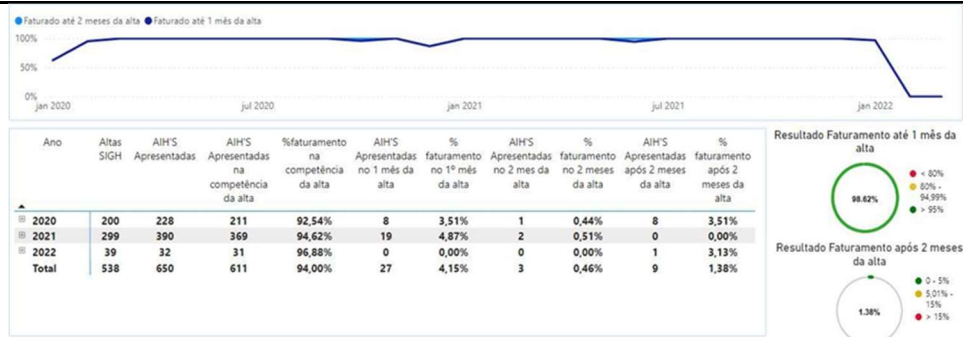 Faturado até 2 meses da alta Faturado até 1 mês da alta
100%
50%
0%
jan 2020 jul 2020 jan 2021 jul 2021 jan 2022
Ano Altas SIGH AIH'S Apresentadas AIH'S Apresentadas na competência da alta %faturamento na competência da alta AIH'S Apresentadas no 1 mês da alta % faturamento no 1º mês da alta AIH'S Apresentadas no 2 mes da alta % faturamento no 2 meses da alta AIH'S Apresentadas após 2 meses da alta % faturamento após 2 meses da alta
2020 200 228 211 92,54% 8 3,51% 1 0,44% 8 3,51%
2021 299 390 369 94,62% 19 4,87% 2 0,51% 0 0,00%
2022 39 32 31 96,88% 0 0,00% 0 0,00% 1 3,13%
Total 538 650 611 94,00% 27 4,15% 3 0,46% 9 1,38%
Resultado Faturamento até 1 mês da
alta
98.62%
< 80%
80% -
94,99%
> 95%
Resultado Faturamento após 2 meses
da alta
1.38%
0 - 5%
5,01% -
15%
> 15%